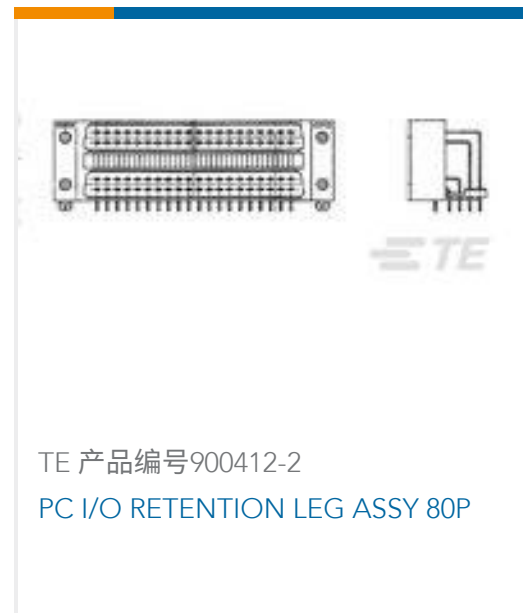 TE
TE 产品编号900412-2
PC I/O RETENTION LEG ASSY 80P